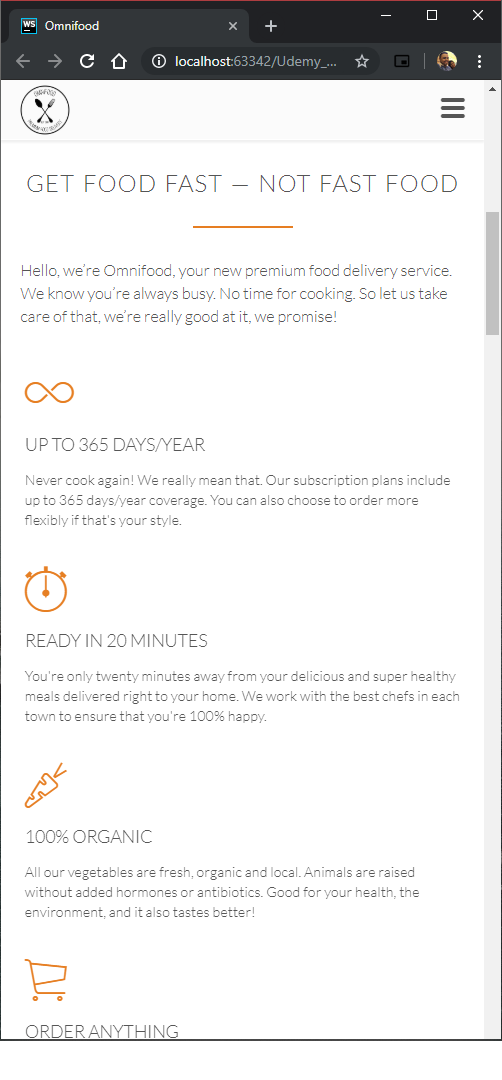 WS Omnifood
localhost:63342/Udemy_...
OMNIFOOD
PREMIUM FOOD DELIVERY
GET FOOD FAST — NOT FAST FOOD
Hello, we’re Omnifood, your new premium food delivery service.
We know you’re always busy. No time for cooking. So let us take
care of that, we’re really good at it, we promise!
UP TO 365 DAYS/YEAR
Never cook again! We really mean that. Our subscription plans include
up to 365 days/year coverage. You can also choose to order more
flexibly if that's your style.
READY IN 20 MINUTES
You're only twenty minutes away from your delicious and super healthy
meals delivered right to your home. We work with the best chefs in each
town to ensure that you're 100% happy.
100% ORGANIC
All our vegetables are fresh, organic and local. Animals are raised
without added hormones or antibiotics. Good for your health, the
environment, and it also tastes better!
ORDER ANYTHING